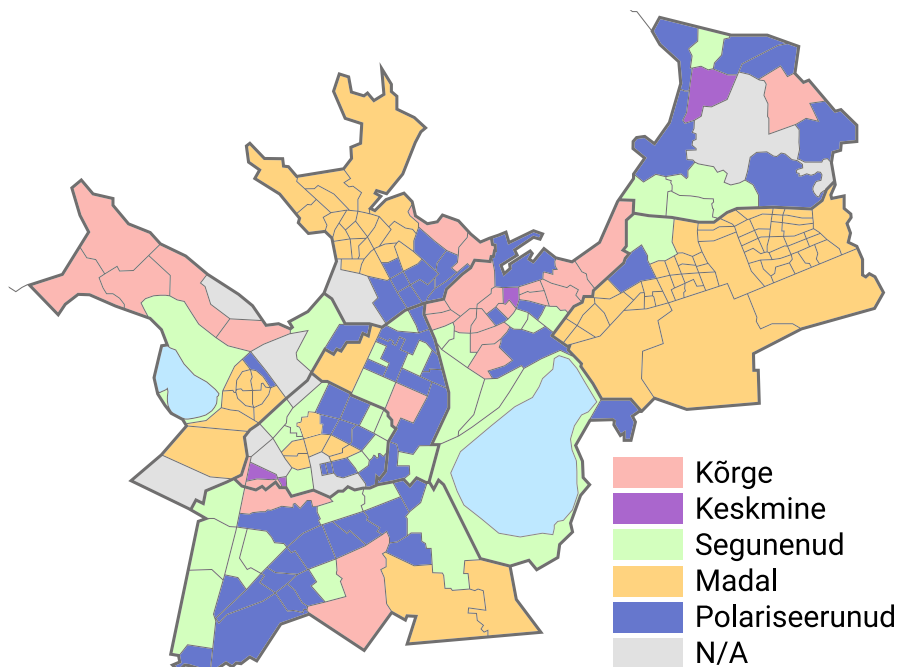 Kõrge
Keskmine
Segunenud
Madal
Polariseerunud
N/A